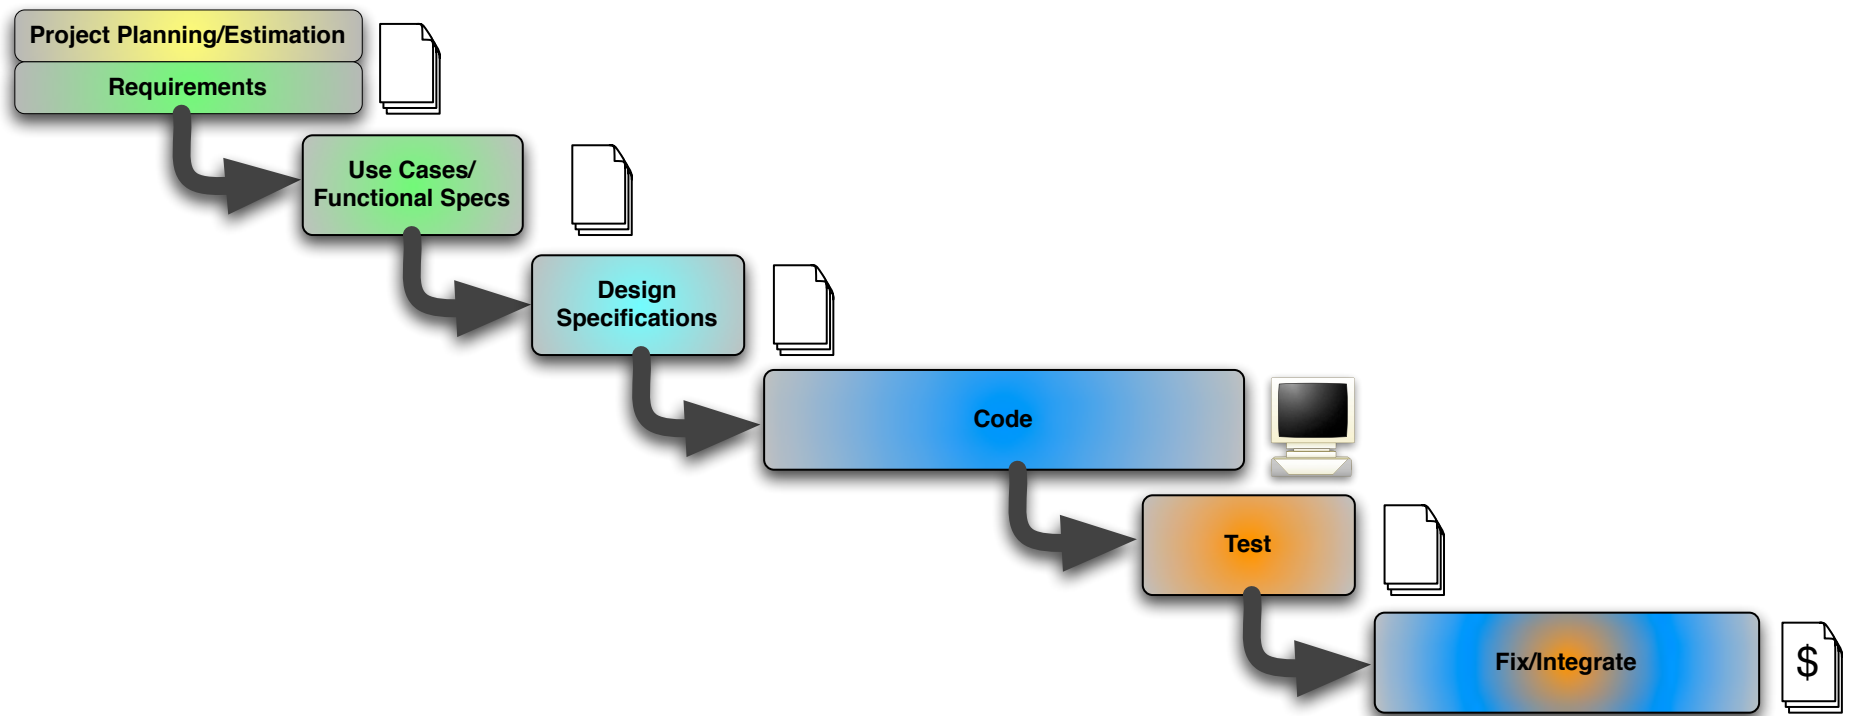 Project Planning/Estimation
Requirements
Use Cases/
Functional Specs
Design
Specifications
Code
Test
Fix/Integrate
$